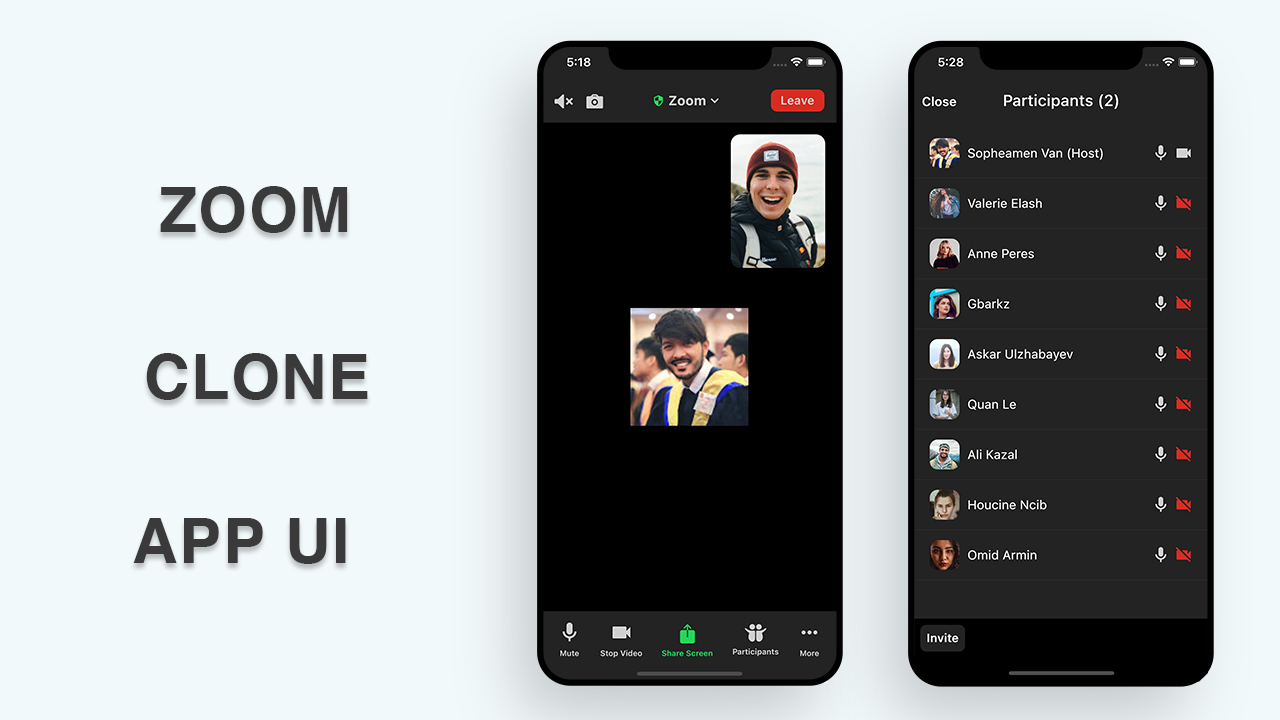 ZOOM
CLONE
APP UI
5:18
Zoom
Leave
Mute
Stop Video
Share Screen
Participants
More
5:28
Close
Participants (2)
Sopheamen Van (Host)
Valerie Elash
Anne Peres
Gbarkz
Askar Ulzhabayev
Quan Le
Ali Kazal
Houcine Ncib
Omid Armin
Invite